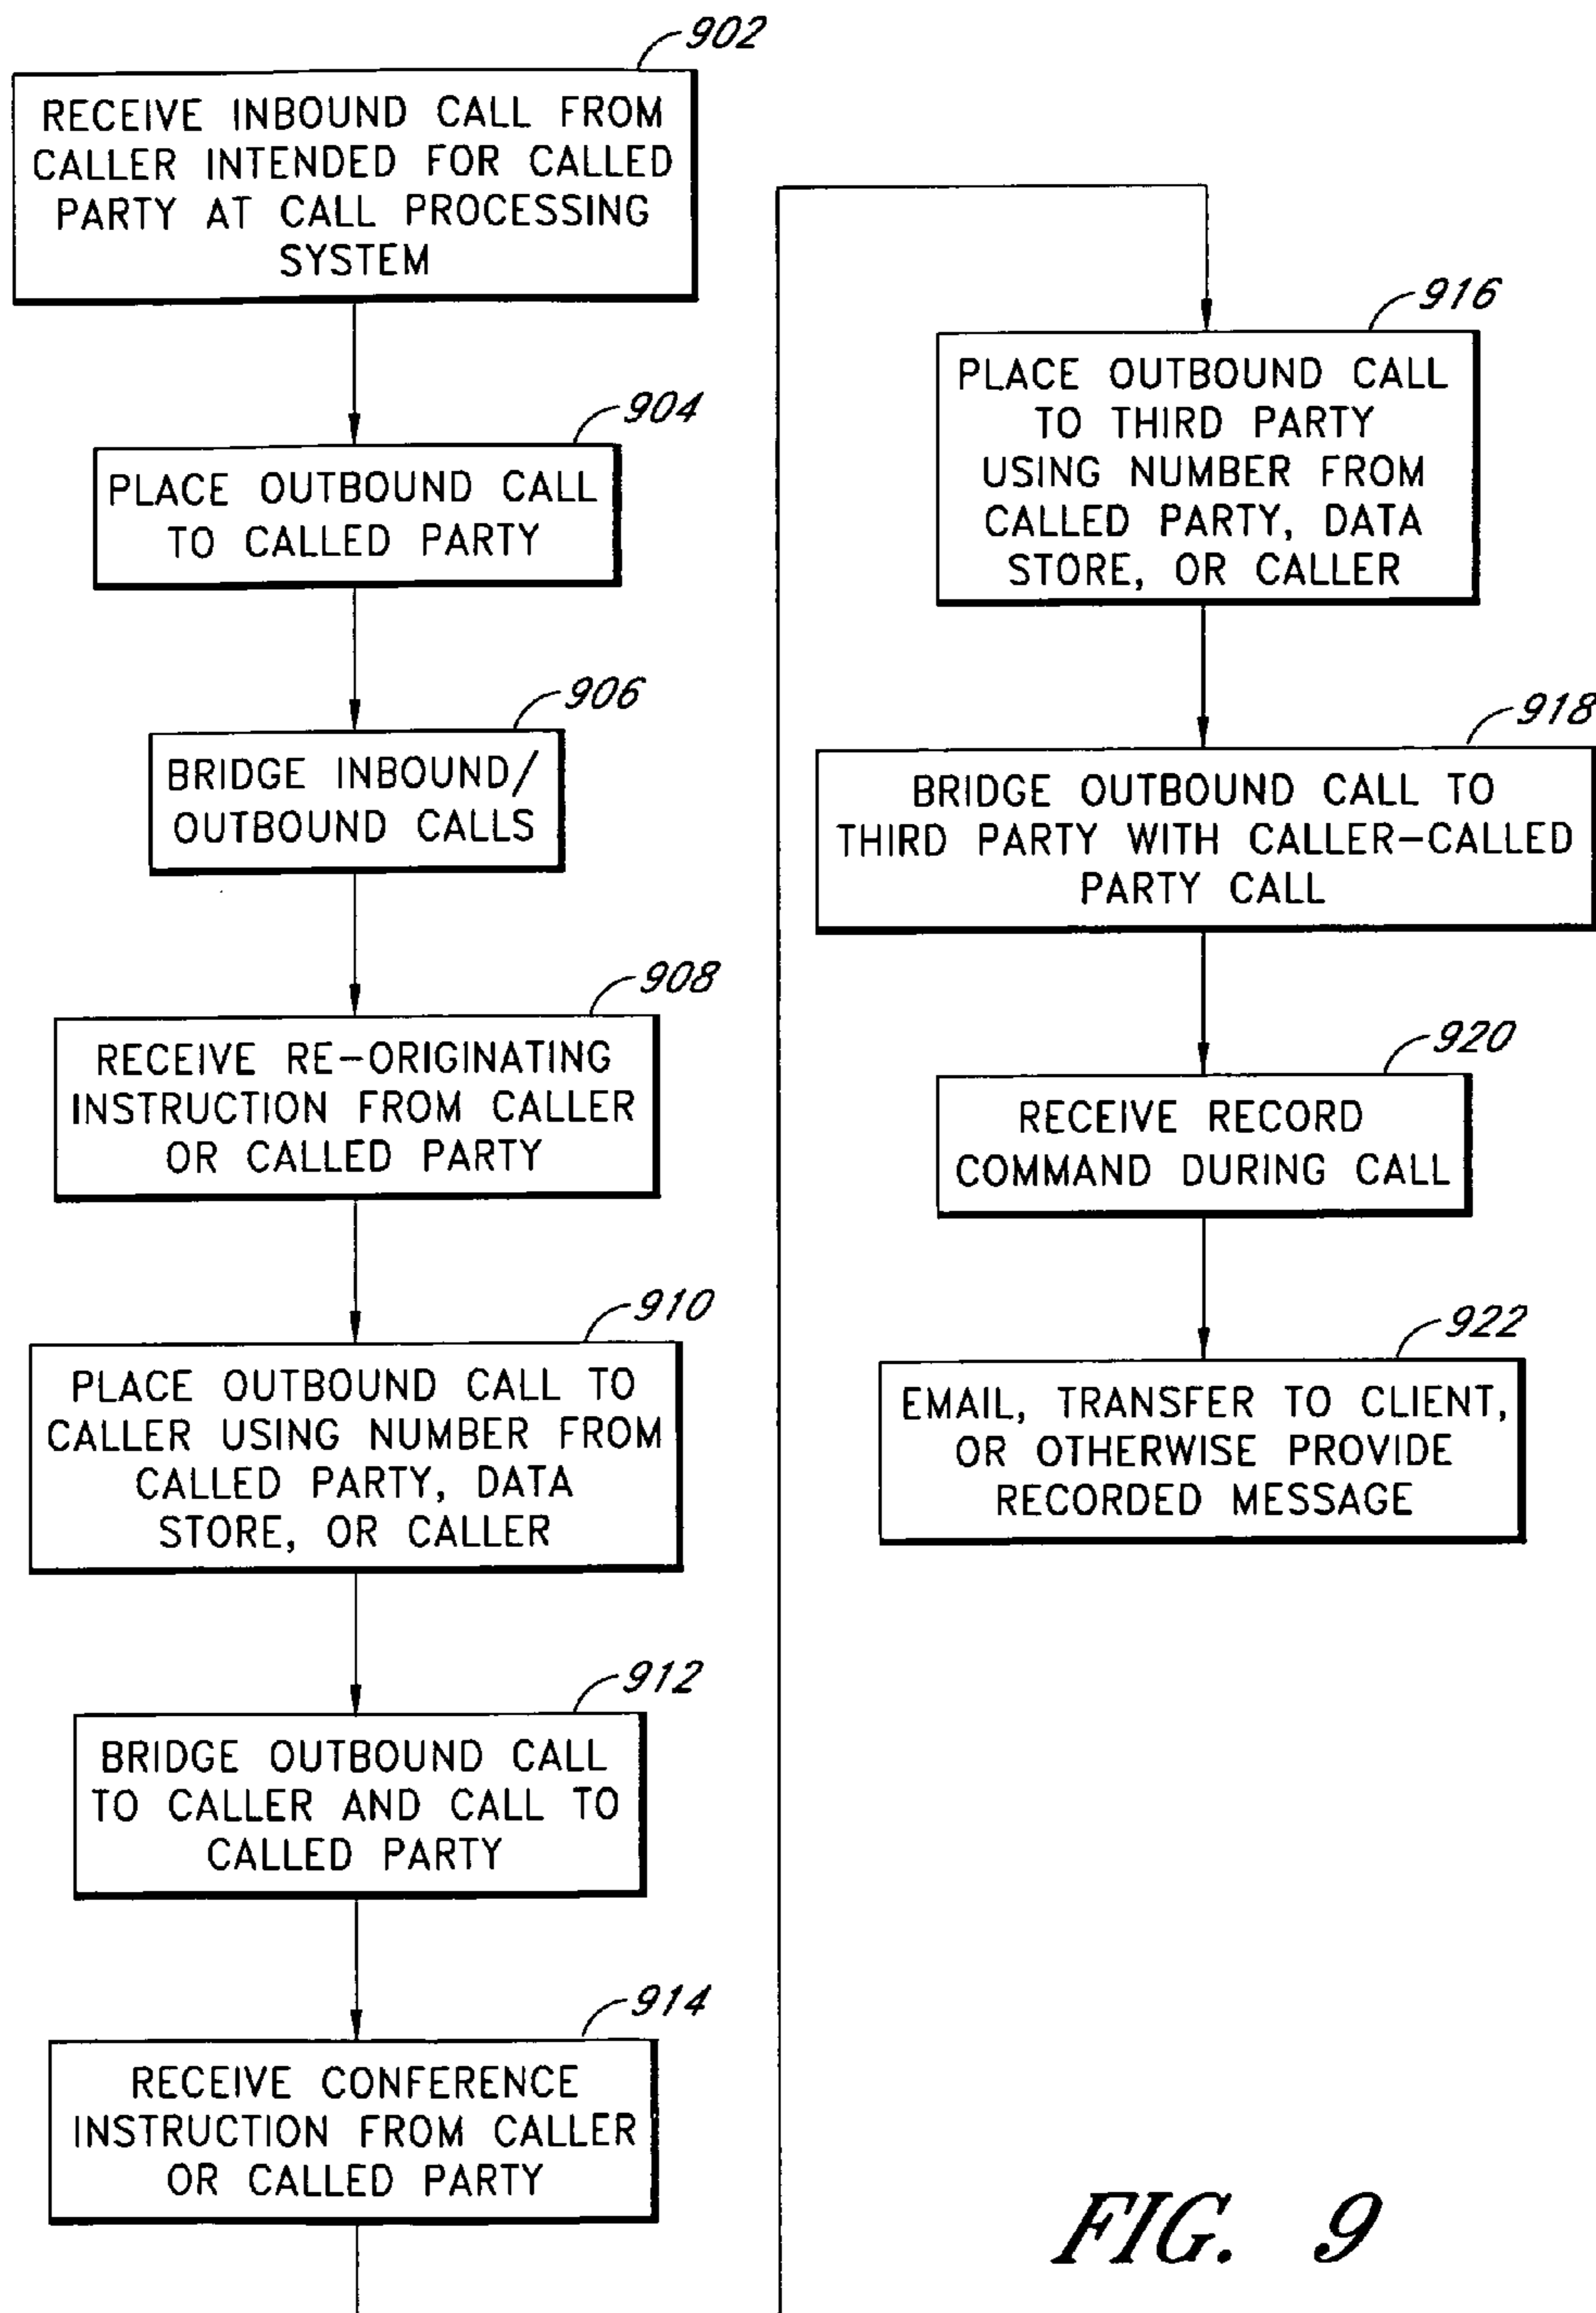 902
RECEIVE INBOUND CALL FROM
CALLER INTENDED FOR CALLED
PARTY AT CALL PROCESSING
SYSTEM
904
PLACE OUTBOUND CALL
TO CALLED PARTY
906
BRIDGE INBOUND/
OUTBOUND CALLS
908
RECEIVE RE-ORIGINATING
INSTRUCTION FROM CALLER
OR CALLED PARTY
910
PLACE OUTBOUND CALL TO
CALLER USING NUMBER FROM
CALLED PARTY, DATA
STORE, OR CALLER
912
BRIDGE OUTBOUND CALL
TO CALLER AND CALL TO
CALLED PARTY
914
RECEIVE CONFERENCE
INSTRUCTION FROM CALLER
OR CALLED PARTY
916
PLACE OUTBOUND CALL
TO THIRD PARTY
USING NUMBER FROM
CALLED PARTY, DATA
STORE, OR CALLER
918
BRIDGE OUTBOUND CALL TO
THIRD PARTY WITH CALLER-CALLED
PARTY CALL
920
RECEIVE RECORD
COMMAND DURING CALL
922
EMAIL, TRANSFER TO CLIENT,
OR OTHERWISE PROVIDE
RECORDED MESSAGE
FIG. 9